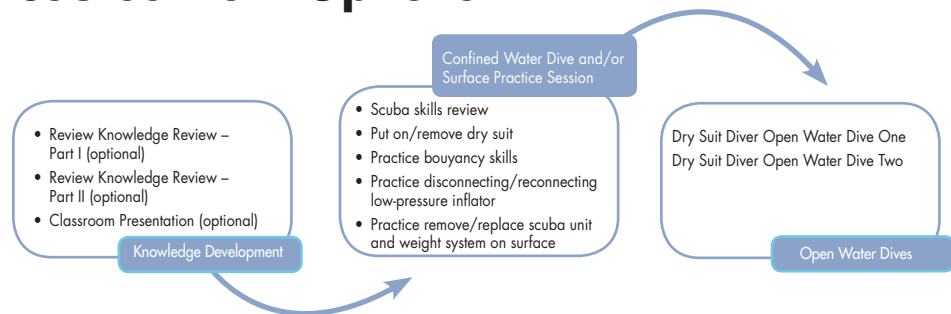 • Review Knowledge Review –
Part I (optional)
• Review Knowledge Review –
Part II (optional)
• Classroom Presentation (optional)
Knowledge Development
Confined Water Dive and/or
Surface Practice Session
• Scuba skills review
• Put on/remove dry suit
• Practice bouyancy skills
• Practice disconnecting/reconnecting
low-pressure inflator
• Practice remove/replace scuba unit
and weight system on surface
Dry Suit Diver Open Water Dive One
Dry Suit Diver Open Water Dive Two
Open Water Dives